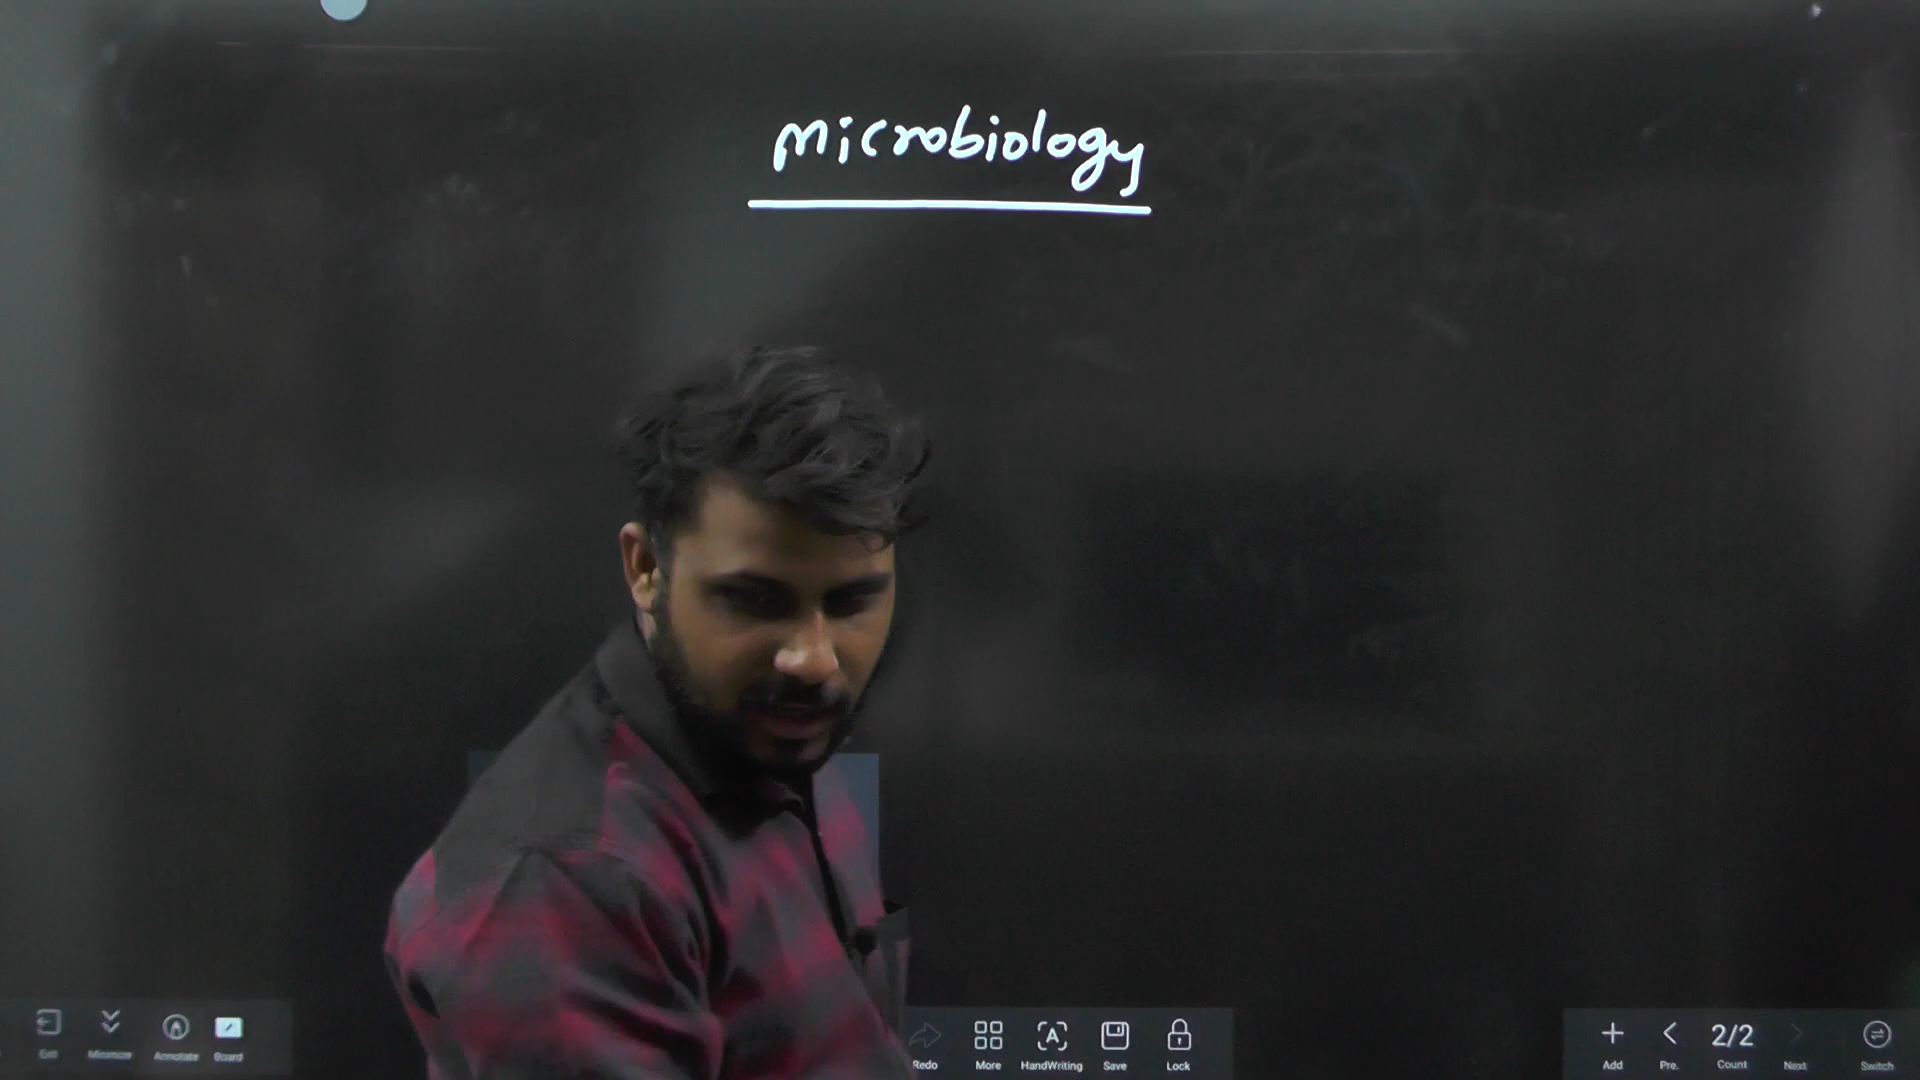 Microbiology
Exit Minimize Annotate Board
Redo More HandWriting Save Lock
2/2
Add Pre. Count Next Switch